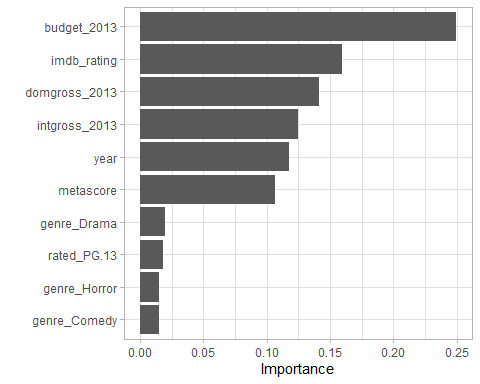 budget_2013
imdb_rating
domgross_2013
intgross_2013
year
metascore
genre_Drama
rated_PG.13
genre_Horror
genre_Comedy
0.00 0.05 0.10 0.15 0.20 0.25
Importance